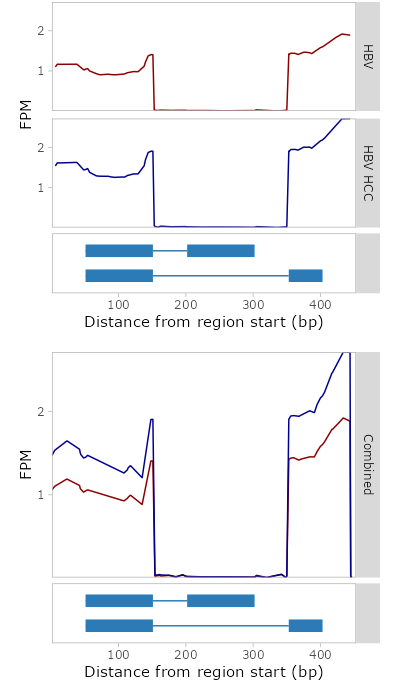 2
1
HBV
FPM
2
1
HBV HCC
100 200 300 400
Distance from region start (bp)
2
1
FPM
Combined
100 200 300 400
Distance from region start (bp)